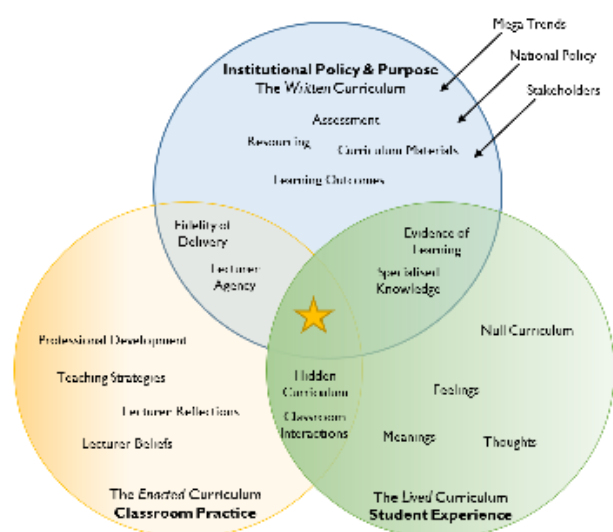 Mega Trends
National Policy
Stakeholders
Institutional Policy & Purpose
The Written Curriculum
Assessment
Resourcing
Curriculum Materials
Learning Outcomes
Fidelity of
Delivery
Lecturer
Agency
Evidence of
Learning
Specialised
Knowledge
Professional Development
Teaching Strategies
Lecturer Reflections
Lecturer Beliefs
Hidden
Curriculum
Classroom
Interactions
Null Curriculum
Feelings
Meanings
Thoughts
The Enacted Curriculum
Classroom Practice
The Lived Curriculum
Student Experience